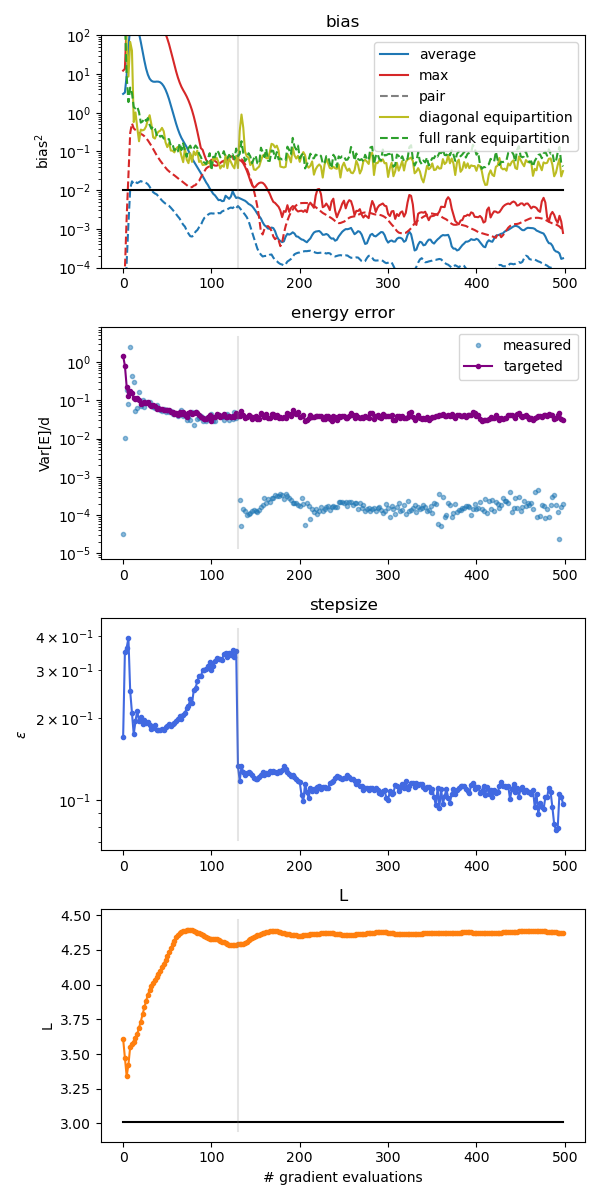 bias
10²
10¹
10⁰
10⁻¹
10⁻²
10⁻³
10⁻⁴
bias²
average
max
pair
diagonal equipartition
full rank equipartition
0 100 200 300 400 500
energy error
10⁰
10⁻¹
10⁻²
10⁻³
10⁻⁴
10⁻⁵
Var[E]/d
measured
targeted
0 100 200 300 400 500
stepsize
4 × 10⁻¹
3 × 10⁻¹
2 × 10⁻¹
10⁻¹
ε
0 100 200 300 400 500
L
4.50
4.25
4.00
3.75
3.50
3.25
3.00
L
0 100 200 300 400 500
# gradient evaluations